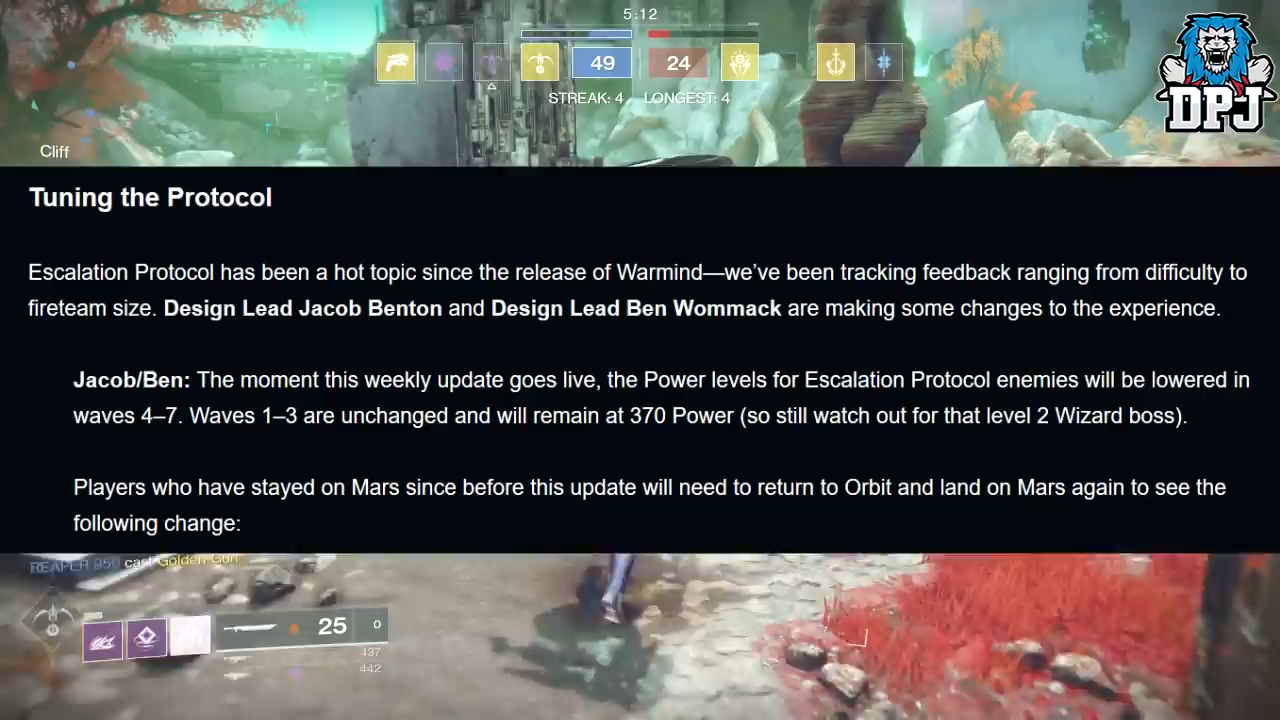 5:12
49
24
STREAK: 4
LONGEST: 4
DPJ
Cliff
Tuning the Protocol
Escalation Protocol has been a hot topic since the release of Warmind—we’ve been tracking feedback ranging from difficulty to
fireteam size. Design Lead Jacob Benton and Design Lead Ben Wommack are making some changes to the experience.
Jacob/Ben: The moment this weekly update goes live, the Power levels for Escalation Protocol enemies will be lowered in
waves 4–7. Waves 1–3 are unchanged and will remain at 370 Power (so still watch out for that level 2 Wizard boss).
Players who have stayed on Mars since before this update will need to return to Orbit and land on Mars again to see the
following change:
REAPER 950 cast Golden Gun
25
0
437
442